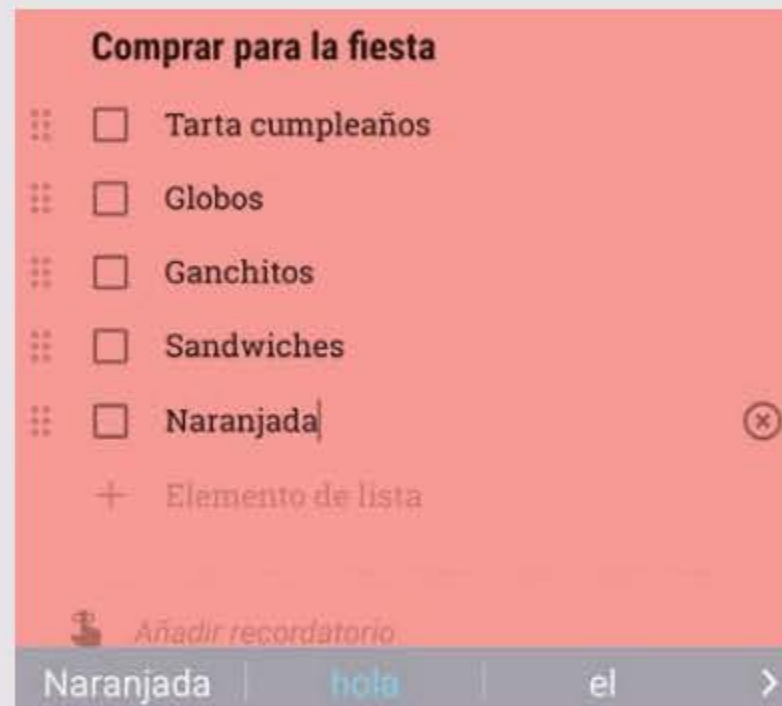 Comprar para la fiesta
Tarta cumpleaños
Globos
Ganchitos
Sandwiches
Naranjada
Elemento de lista
Añadir recordatorio
Naranjada hola el